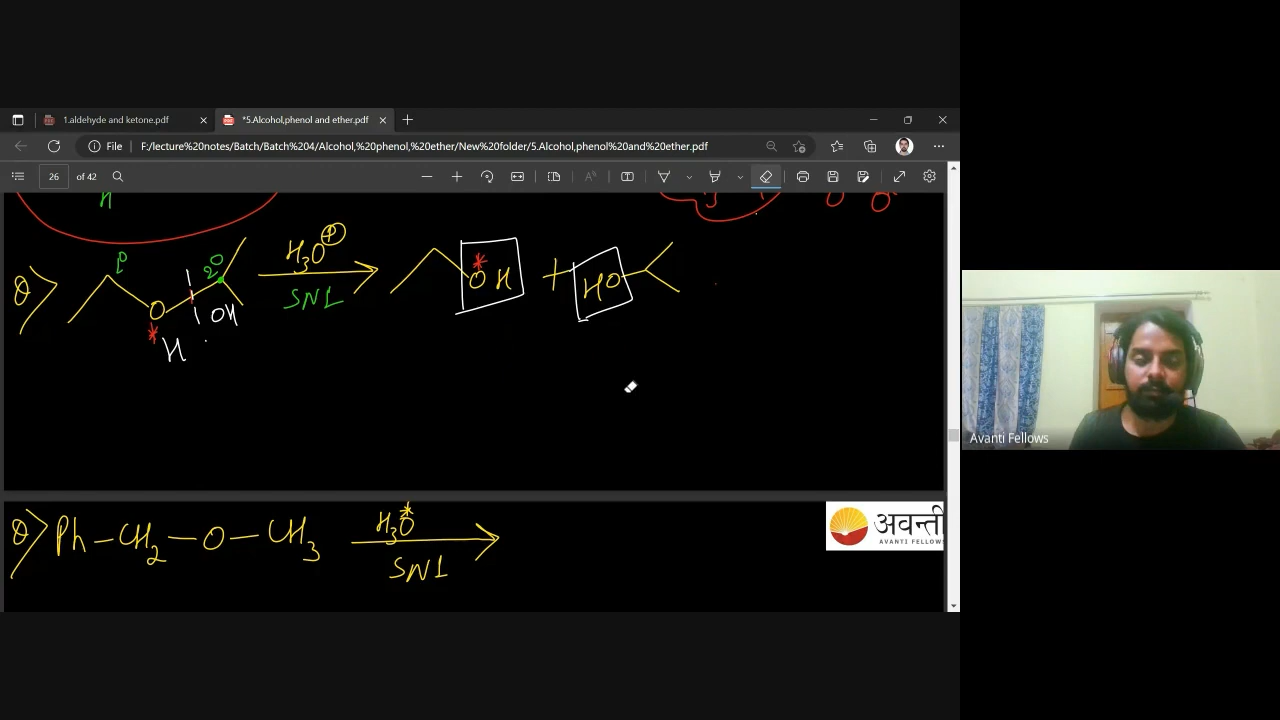 1.aldehyde and ketone.pdf
*5.Alcohol,phenol and ether.pdf
File
F:/lecture%20notes/Batch/Batch%204/Alcohol,%20phenol,%20ether/New%20folder/5.Alcohol,phenol%20and%20ether.pdf
26 of 42
H
Q> 1° O* H 2° OH H3O⊕ SN1 O*H + HO
Q> Ph-CH2-O-CH3 H3O* SN1
अवन्ती
AVANTI FELLOWS
Avanti Fellows